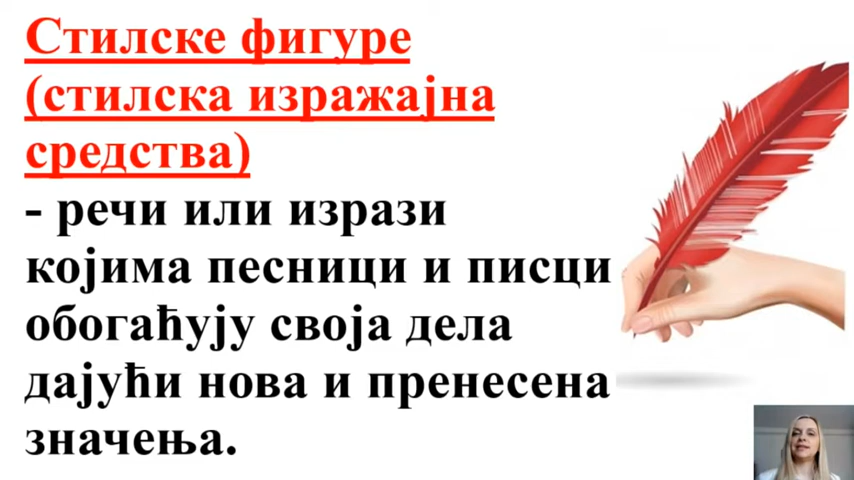 Стилске фигуре
(стилска изражајна
средства)
- речи или изрази
којима песници и писци
обогаћују своја дела
дајући нова и пренесена
значења.